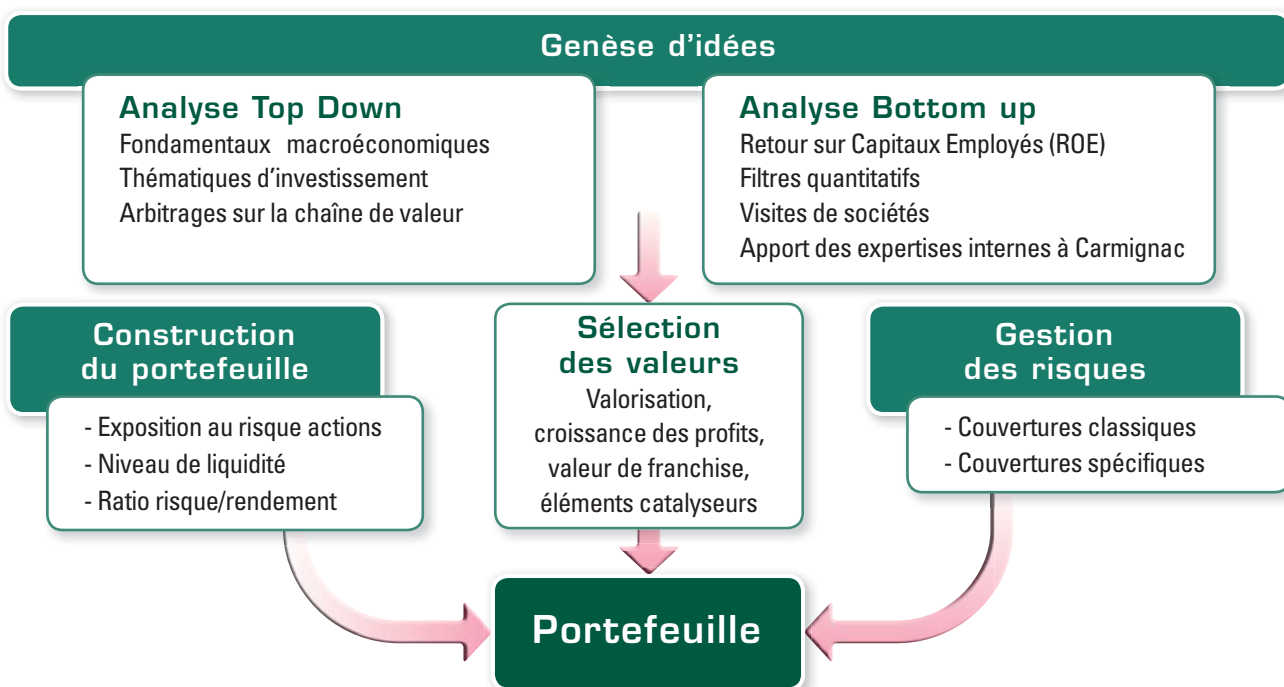 Genèse d'idées
Analyse Top Down
Fondamentaux macroéconomiques
Thématiques d'investissement
Arbitrages sur la chaîne de valeur
Analyse Bottom up
Retour sur Capitaux Employés (ROE)
Filtres quantitatifs
Visites de sociétés
Apport des expertises internes à Carmignac
Construction
du portefeuille
- Exposition au risque actions
- Niveau de liquidité
- Ratio risque/rendement
Sélection
des valeurs
Valorisation,
croissance des profits,
valeur de franchise,
éléments catalyseurs
Gestion
des risques
- Couvertures classiques
- Couvertures spécifiques
Portefeuille